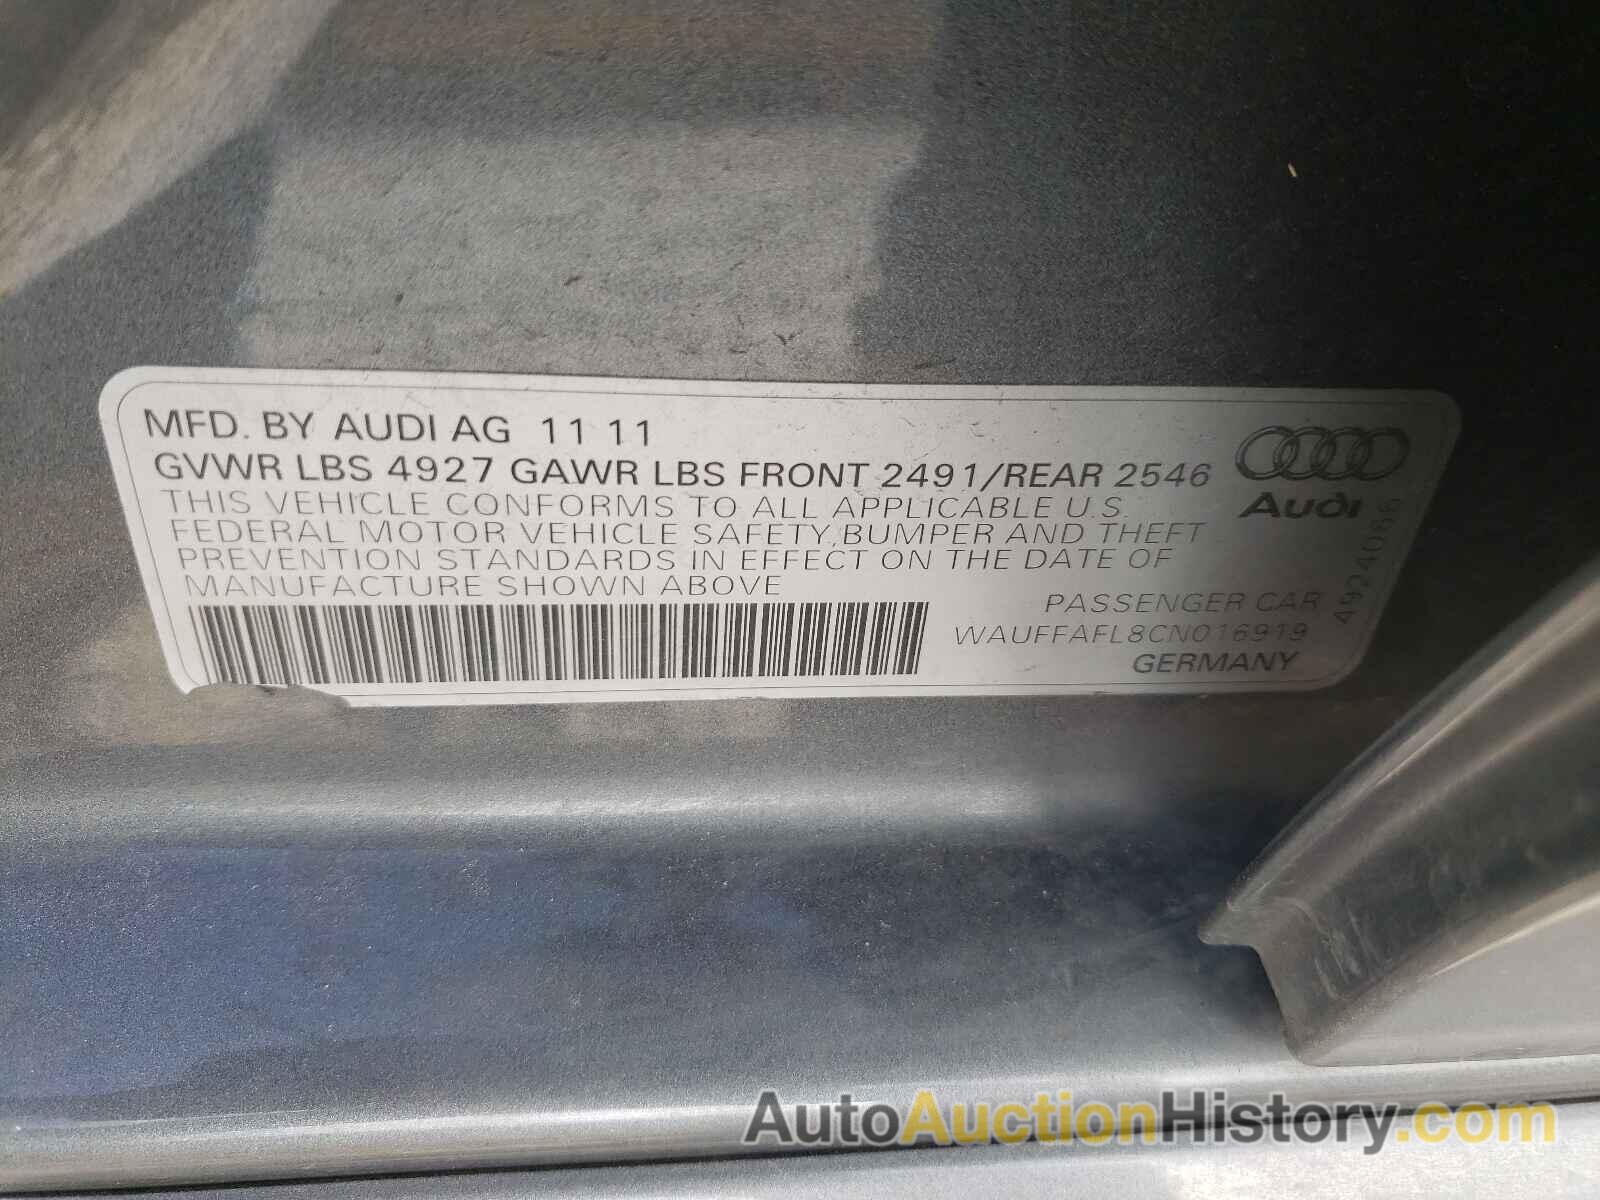 MFD. BY AUDI AG 11 11
GVWR LBS 4927 GAWR LBS FRONT 2491/REAR 2546
THIS VEHICLE CONFORMS TO ALL APPLICABLE U.S.
FEDERAL MOTOR VEHICLE SAFETY,BUMPER AND THEFT
PREVENTION STANDARDS IN EFFECT ON THE DATE OF
MANUFACTURE SHOWN ABOVE
Audi
4924066
PASSENGER CAR
WAUFFAFL8CN016919
GERMANY
AutoAuctionHistory.com